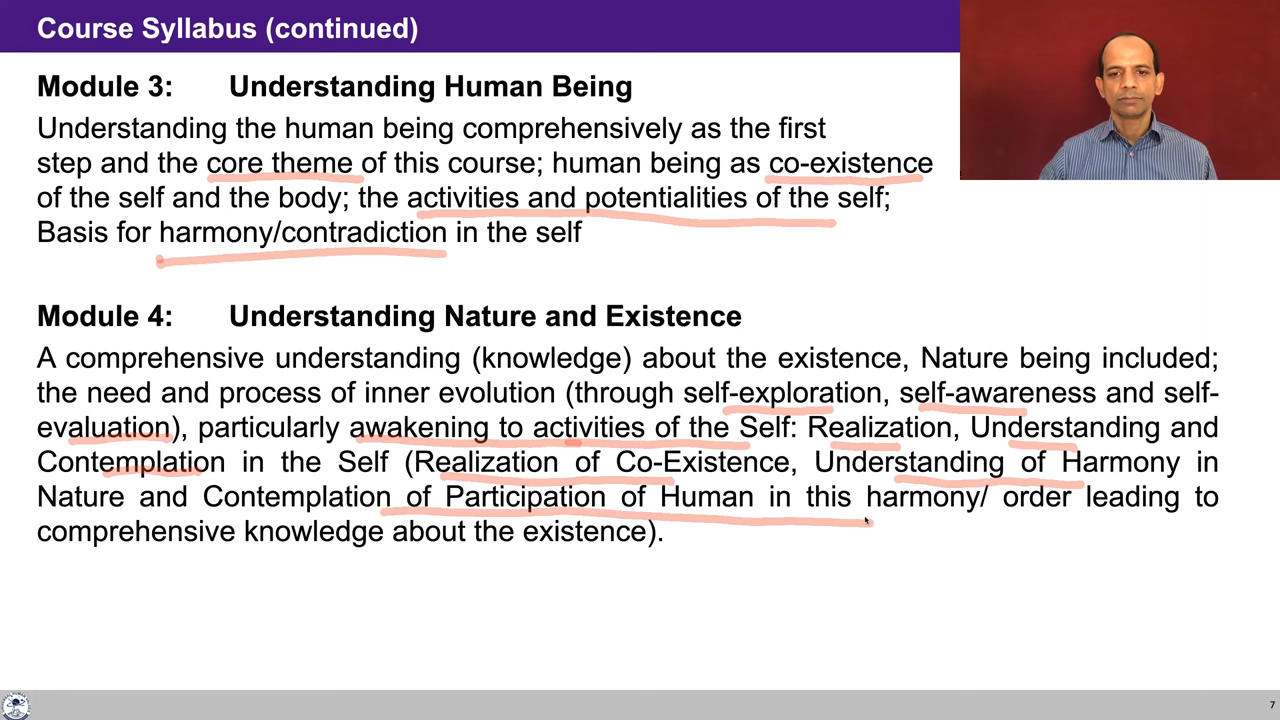 Course Syllabus (continued)
Module 3: Understanding Human Being
Understanding the human being comprehensively as the first
step and the core theme of this course; human being as co-existence
of the self and the body; the activities and potentialities of the self;
Basis for harmony/contradiction in the self
Module 4: Understanding Nature and Existence
A comprehensive understanding (knowledge) about the existence, Nature being included;
the need and process of inner evolution (through self-exploration, self-awareness and self-
evaluation), particularly awakening to activities of the Self: Realization, Understanding and
Contemplation in the Self (Realization of Co-Existence, Understanding of Harmony in
Nature and Contemplation of Participation of Human in this harmony/ order leading to
comprehensive knowledge about the existence).
7